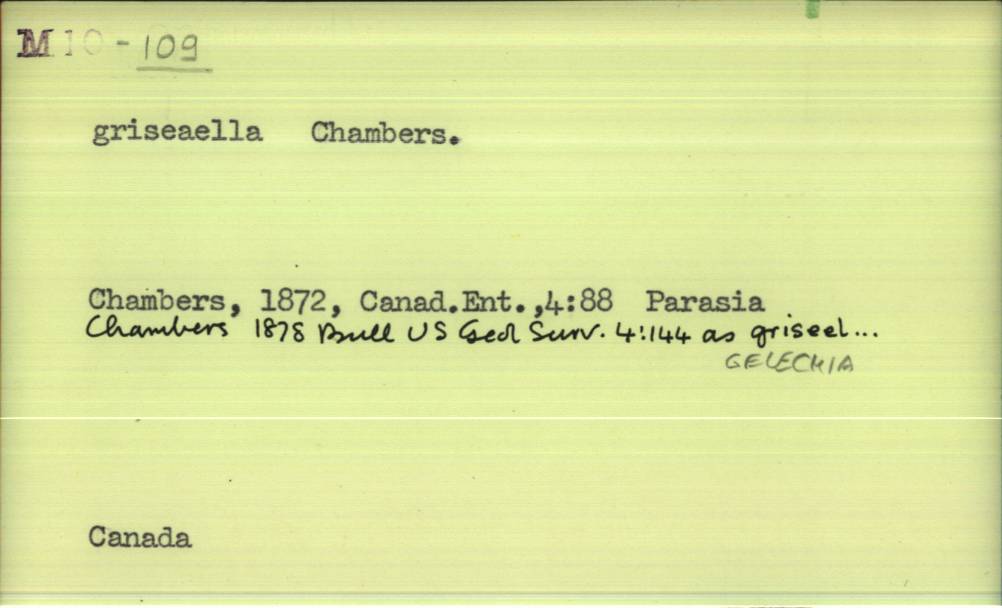 M10-109
griseaella Chambers.
Chambers, 1872, Canad.Ent.,4:88 Parasia
Chambers 1878 Bull US Geol Surv. 4:144 as griseel...
GELECHIA
Canada